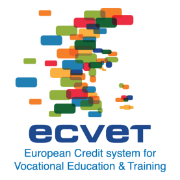 ecvet
European Credit system for
Vocational Education & Training